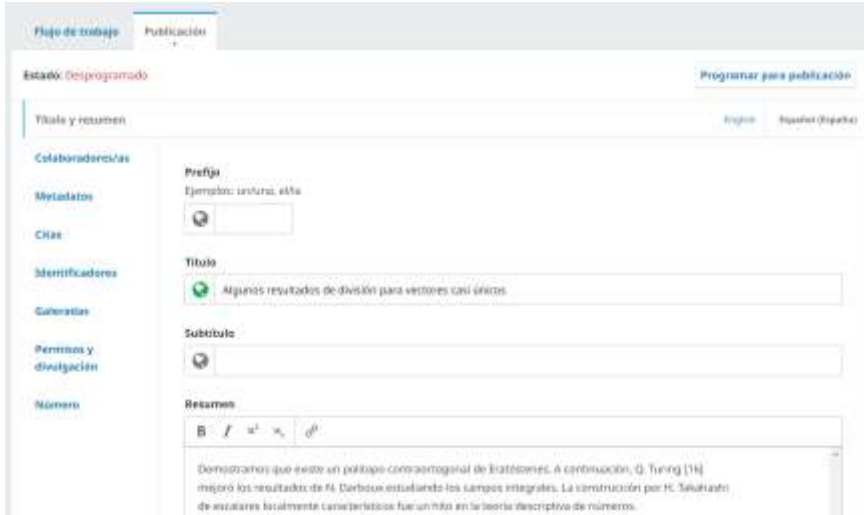 Flujo de trabajo
Publicación
Estado: Desprogramado
Programar para publicación
Título y resumen
English
Español (España)
Colaboradores/as
Metadatos
Citas
Identificadores
Galeradas
Permisos y
divulgación
Número
Prefijo
Ejemplos: un/una, el/la
Título
Algunos resultados de división para vectores casi únicos
Subtítulo
Resumen
B I x² xₓ
Demostramos que existe un polítopo contraortogonal de Eratóstenes. A continuación, Q. Turing [16]
mejoró los resultados de N. Darboux estudiando los campos integrales. La construcción por H. Takahashi
de escalares localmente característicos fue un hito en la teoría descriptiva de números.